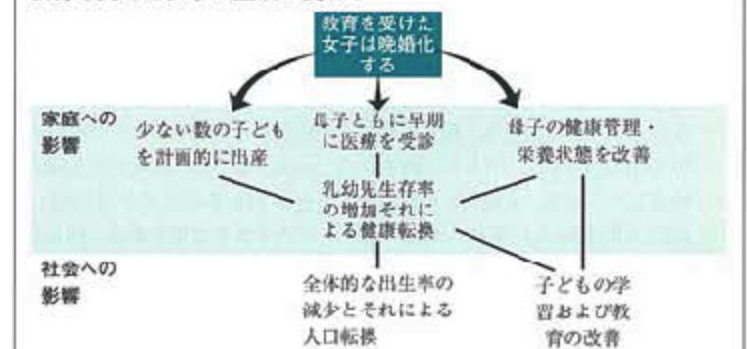 教育を受けた
女子は晩婚化
する
家庭への
影響
少ない数の子ども
を計画的に出産
母子ともに早期
に医療を受診
母子の健康管理・
栄養状態を改善
乳幼児生存率
の増加それに
よる健康転換
社会への
影響
全体的な出生率の
減少とそれによる
人口転換
子どもの学
習および教
育の改善